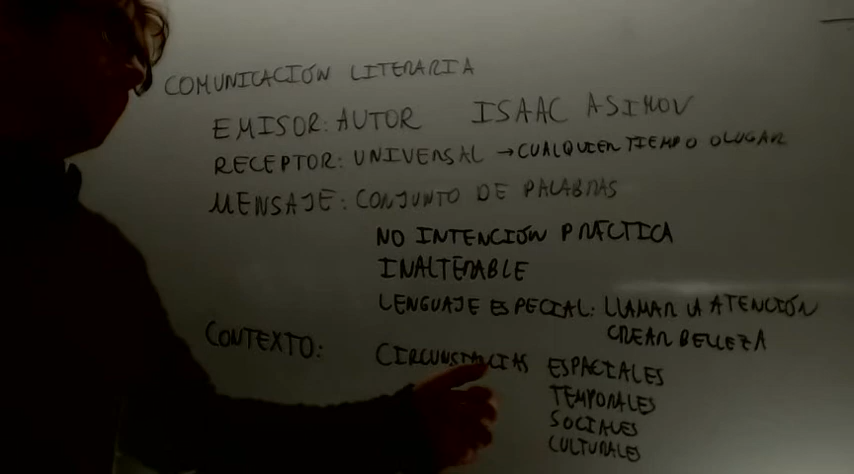 COMUNICACIÓN LITERARIA
EMISOR: AUTOR ISAAC ASIMOV
RECEPTOR: UNIVERSAL → CUALQUIER TIEMPO O LUGAR
MENSAJE: CONJUNTO DE PALABRAS
NO INTENCIÓN PRÁCTICA
INALTERABLE
LENGUAJE ESPECIAL: LLAMAR LA ATENCIÓN
CREAR BELLEZA
CONTEXTO: CIRCUNSTACIAS ESPACIALES
TEMPORALES
SOCIALES
CULTURALES